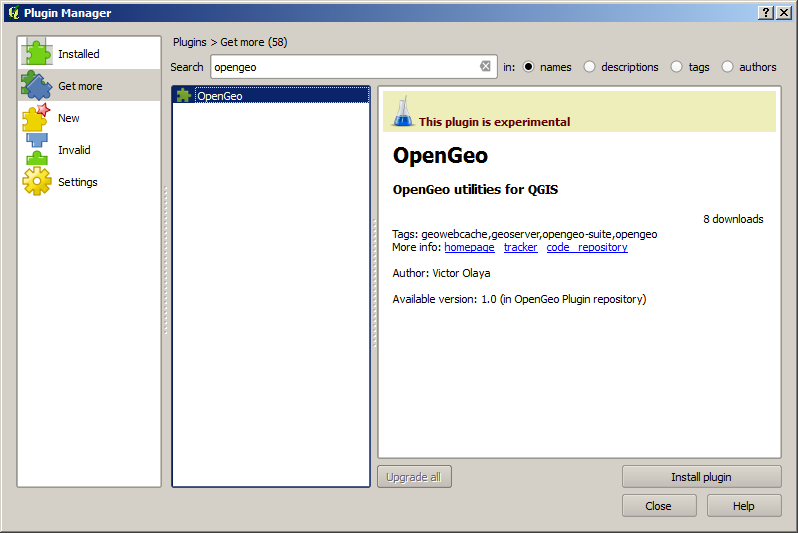 Plugin Manager
Installed
Get more
New
Invalid
Settings
Plugins > Get more (58)
Search opengeo in: names descriptions tags authors
OpenGeo
This plugin is experimental
OpenGeo
OpenGeo utilities for QGIS
8 downloads
Tags: geowebcache,geoserver,opengeo-suite,opengeo
More info: homepage tracker code_repository
Author: Victor Olaya
Available version: 1.0 (in OpenGeo Plugin repository)
Upgrade all Install plugin
Close Help